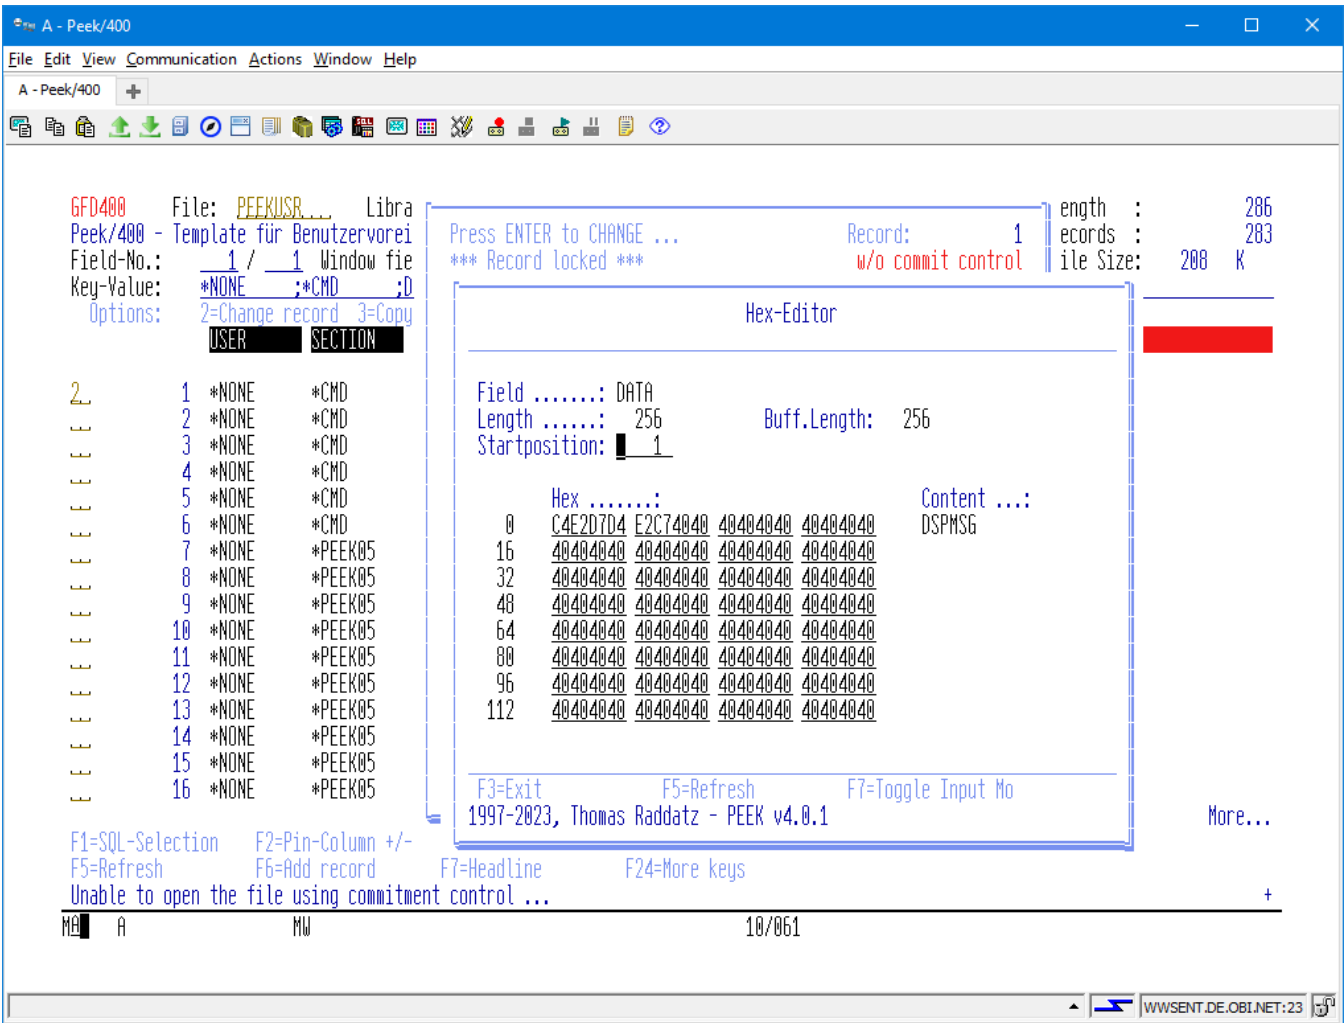 A - Peek/400
File Edit View Communication Actions Window Help
A - Peek/400
GFD400 File: PEEKUSR... Libra ength : 286
Peek/400 - Template für Benutzervorei Press ENTER to CHANGE ... Record: 1 ecords : 283
Field-No.: 1 / 1 Window fie *** Record locked *** w/o commit control ile Size: 208 K
Key-Value: *NONE ;*CMD ;D
Options: 2=Change record 3=Copy Hex-Editor
USER SECTION
2 1 *NONE *CMD Field .......: DATA
2 *NONE *CMD Length ......: 256 Buff.Length: 256
3 *NONE *CMD Startposition: 1
4 *NONE *CMD
5 *NONE *CMD Hex .......: Content ...:
6 *NONE *CMD 0 C4E2D7D4 E2C74040 40404040 40404040 DSPMSG
7 *NONE *PEEK05 16 40404040 40404040 40404040 40404040
8 *NONE *PEEK05 32 40404040 40404040 40404040 40404040
9 *NONE *PEEK05 48 40404040 40404040 40404040 40404040
10 *NONE *PEEK05 64 40404040 40404040 40404040 40404040
11 *NONE *PEEK05 80 40404040 40404040 40404040 40404040
12 *NONE *PEEK05 96 40404040 40404040 40404040 40404040
13 *NONE *PEEK05 112 40404040 40404040 40404040 40404040
14 *NONE *PEEK05
15 *NONE *PEEK05
16 *NONE *PEEK05 F3=Exit F5=Refresh F7=Toggle Input Mo
1997-2023, Thomas Raddatz - PEEK v4.0.1 More...
F1=SQL-Selection F2=Pin-Column +/-
F5=Refresh F6=Add record F7=Headline F24=More keys
Unable to open the file using commitment control ... +
MA A MW 10/061
WWSENT.DE.OBI.NET:23